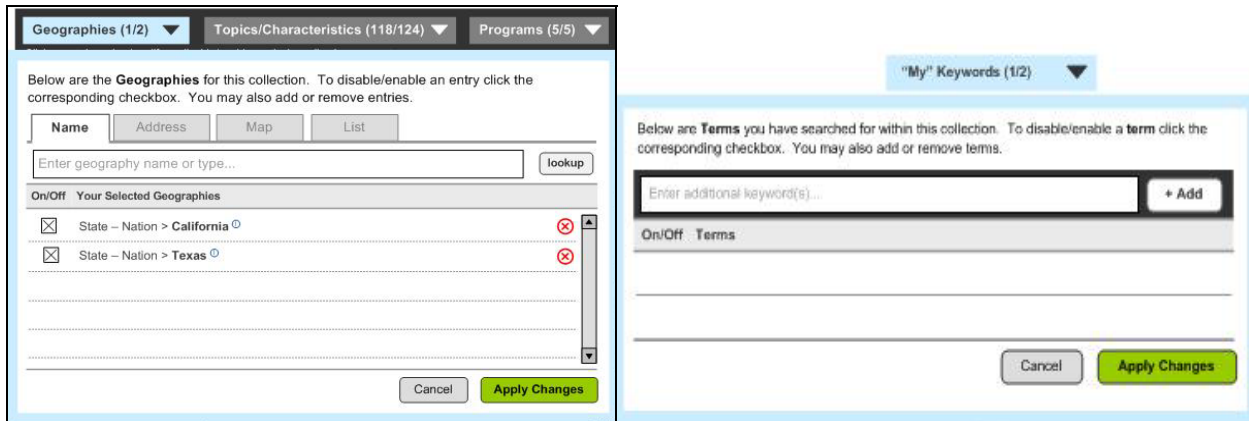 Geographies (1/2)
Topics/Characteristics (118/124)
Programs (5/5)
Below are the Geographies for this collection. To disable/enable an entry click the
corresponding checkbox. You may also add or remove entries.
Name
Address
Map
List
Enter geography name or type...
lookup
On/Off Your Selected Geographies
State – Nation > California
State – Nation > Texas
Cancel
Apply Changes
"My" Keywords (1/2)
Below are Terms you have searched for within this collection. To disable/enable a term click the
corresponding checkbox. You may also add or remove terms.
Enter additional keyword(s)...
+ Add
On/Off Terms
Cancel
Apply Changes